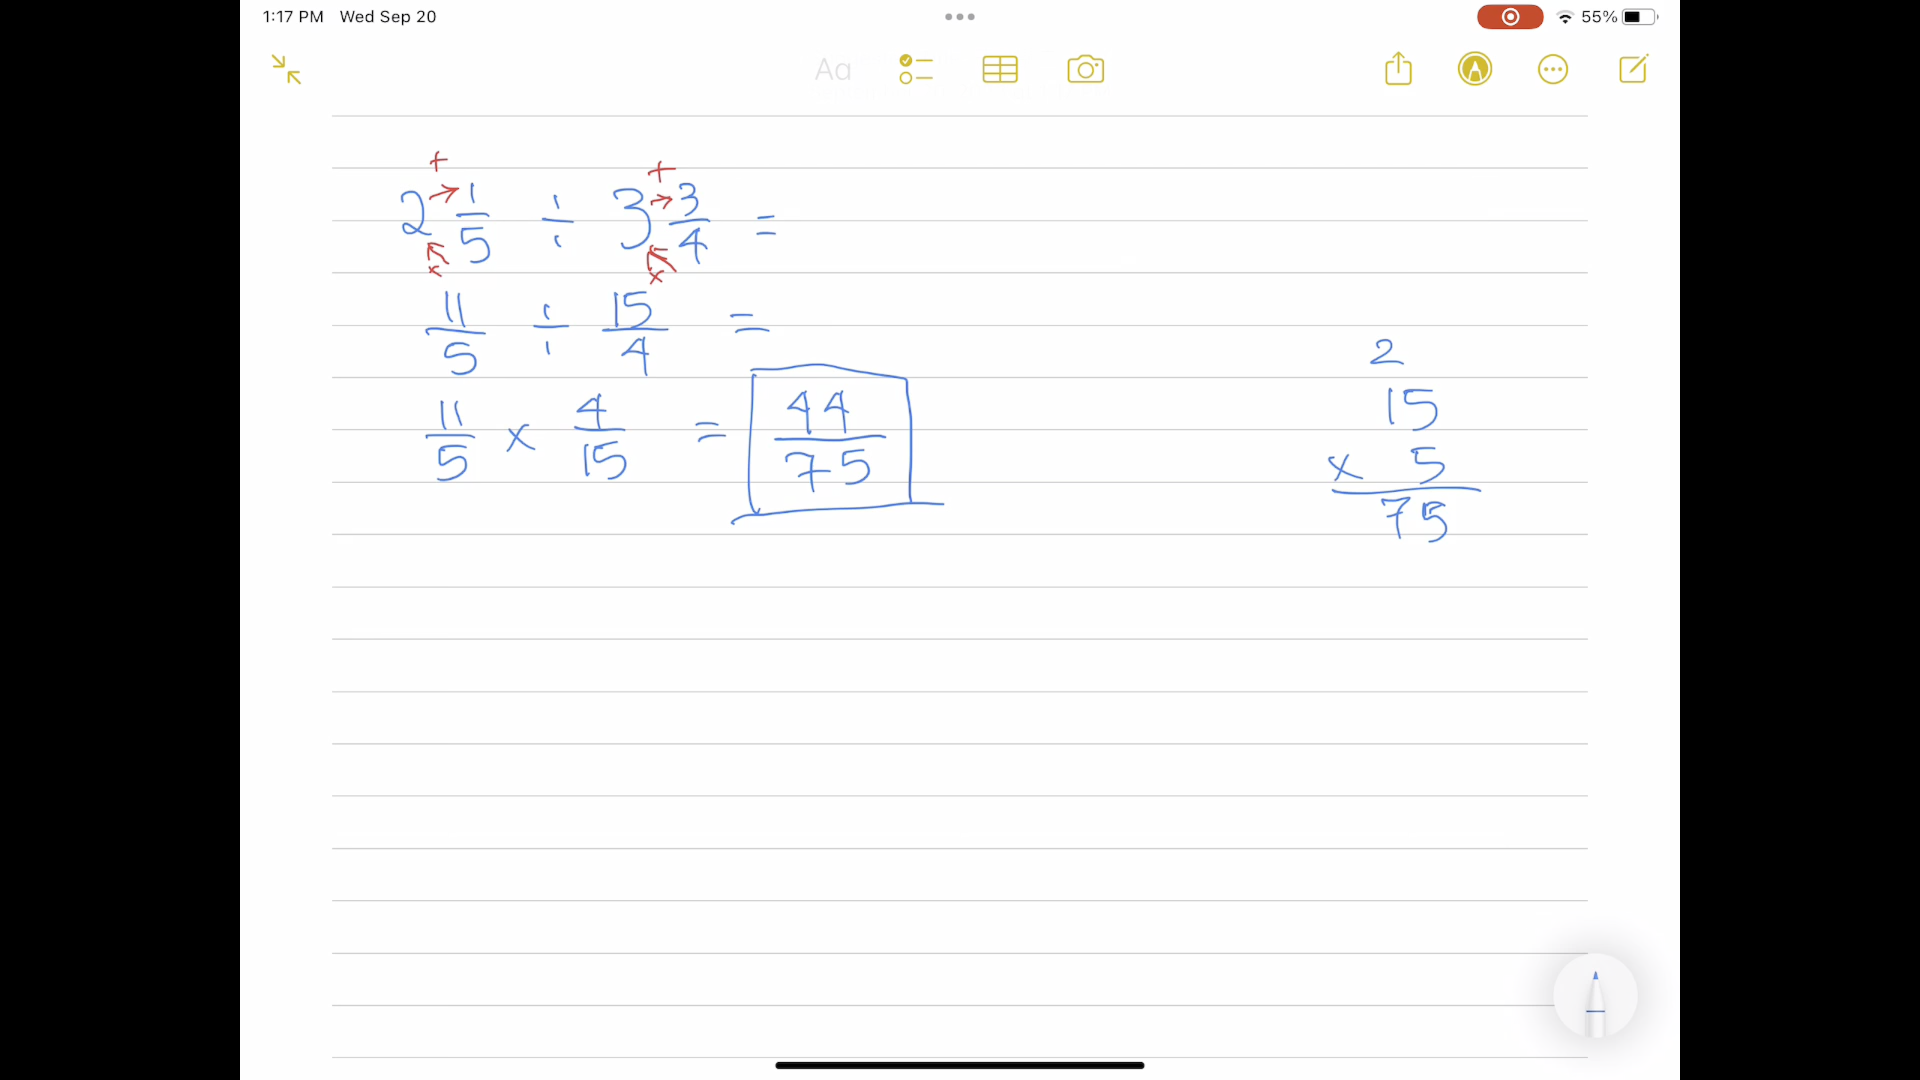 1:17 PM Wed Sep 20
55%
Aa
+ +
2 1/5 ÷ 3 3/4 =
x x
11/5 ÷ 15/4 =
11/5 x 4/15 = 44/75
2
15
x 5
75